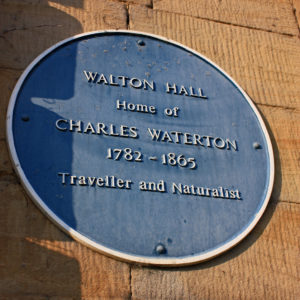 WALTON HALL
Home of
CHARLES WATERTON
1782 - 1865
Traveller and Naturalist